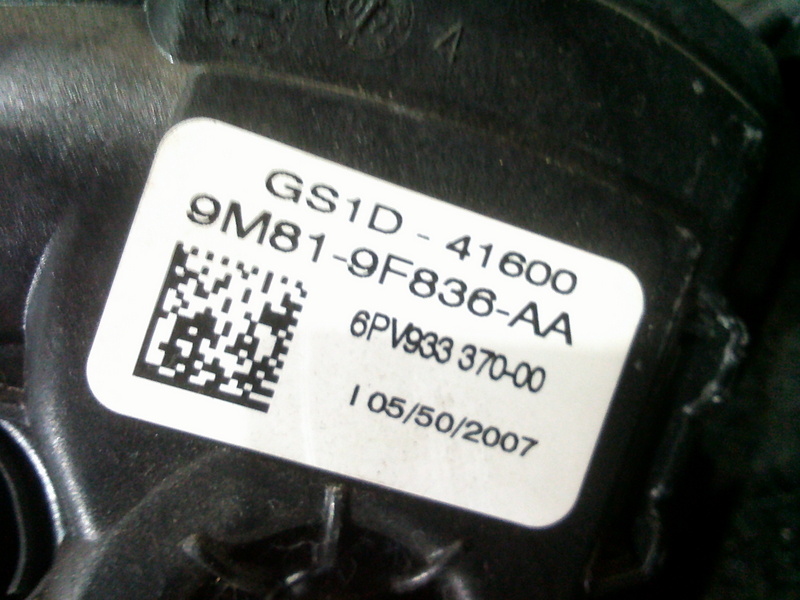 GS1D - 41600
9M81-9F836-AA
6PV933 370-00
I 05/50/2007